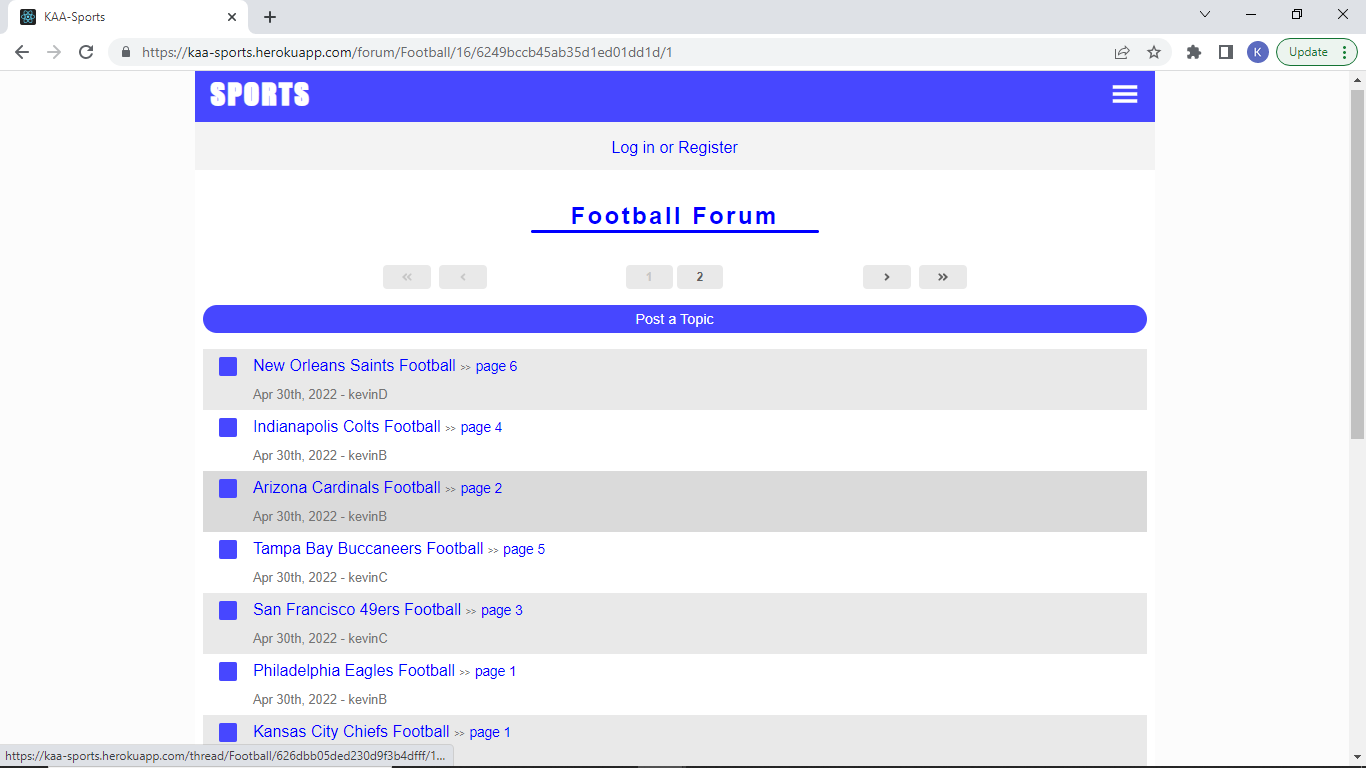 KAA-Sports
https://kaa-sports.herokuapp.com/forum/Football/16/6249bccb45ab35d1ed01dd1d/1
K
Update
SPORTS
Log in or Register
Football Forum
« ‹ 1 2 › »
Post a Topic
New Orleans Saints Football >> page 6
Apr 30th, 2022 - kevinD
Indianapolis Colts Football >> page 4
Apr 30th, 2022 - kevinB
Arizona Cardinals Football >> page 2
Apr 30th, 2022 - kevinB
Tampa Bay Buccaneers Football >> page 5
Apr 30th, 2022 - kevinC
San Francisco 49ers Football >> page 3
Apr 30th, 2022 - kevinC
Philadelphia Eagles Football >> page 1
Apr 30th, 2022 - kevinB
Kansas City Chiefs Football >> page 1
https://kaa-sports.herokuapp.com/thread/Football/626dbb05ded230d9f3b4dfff/1...